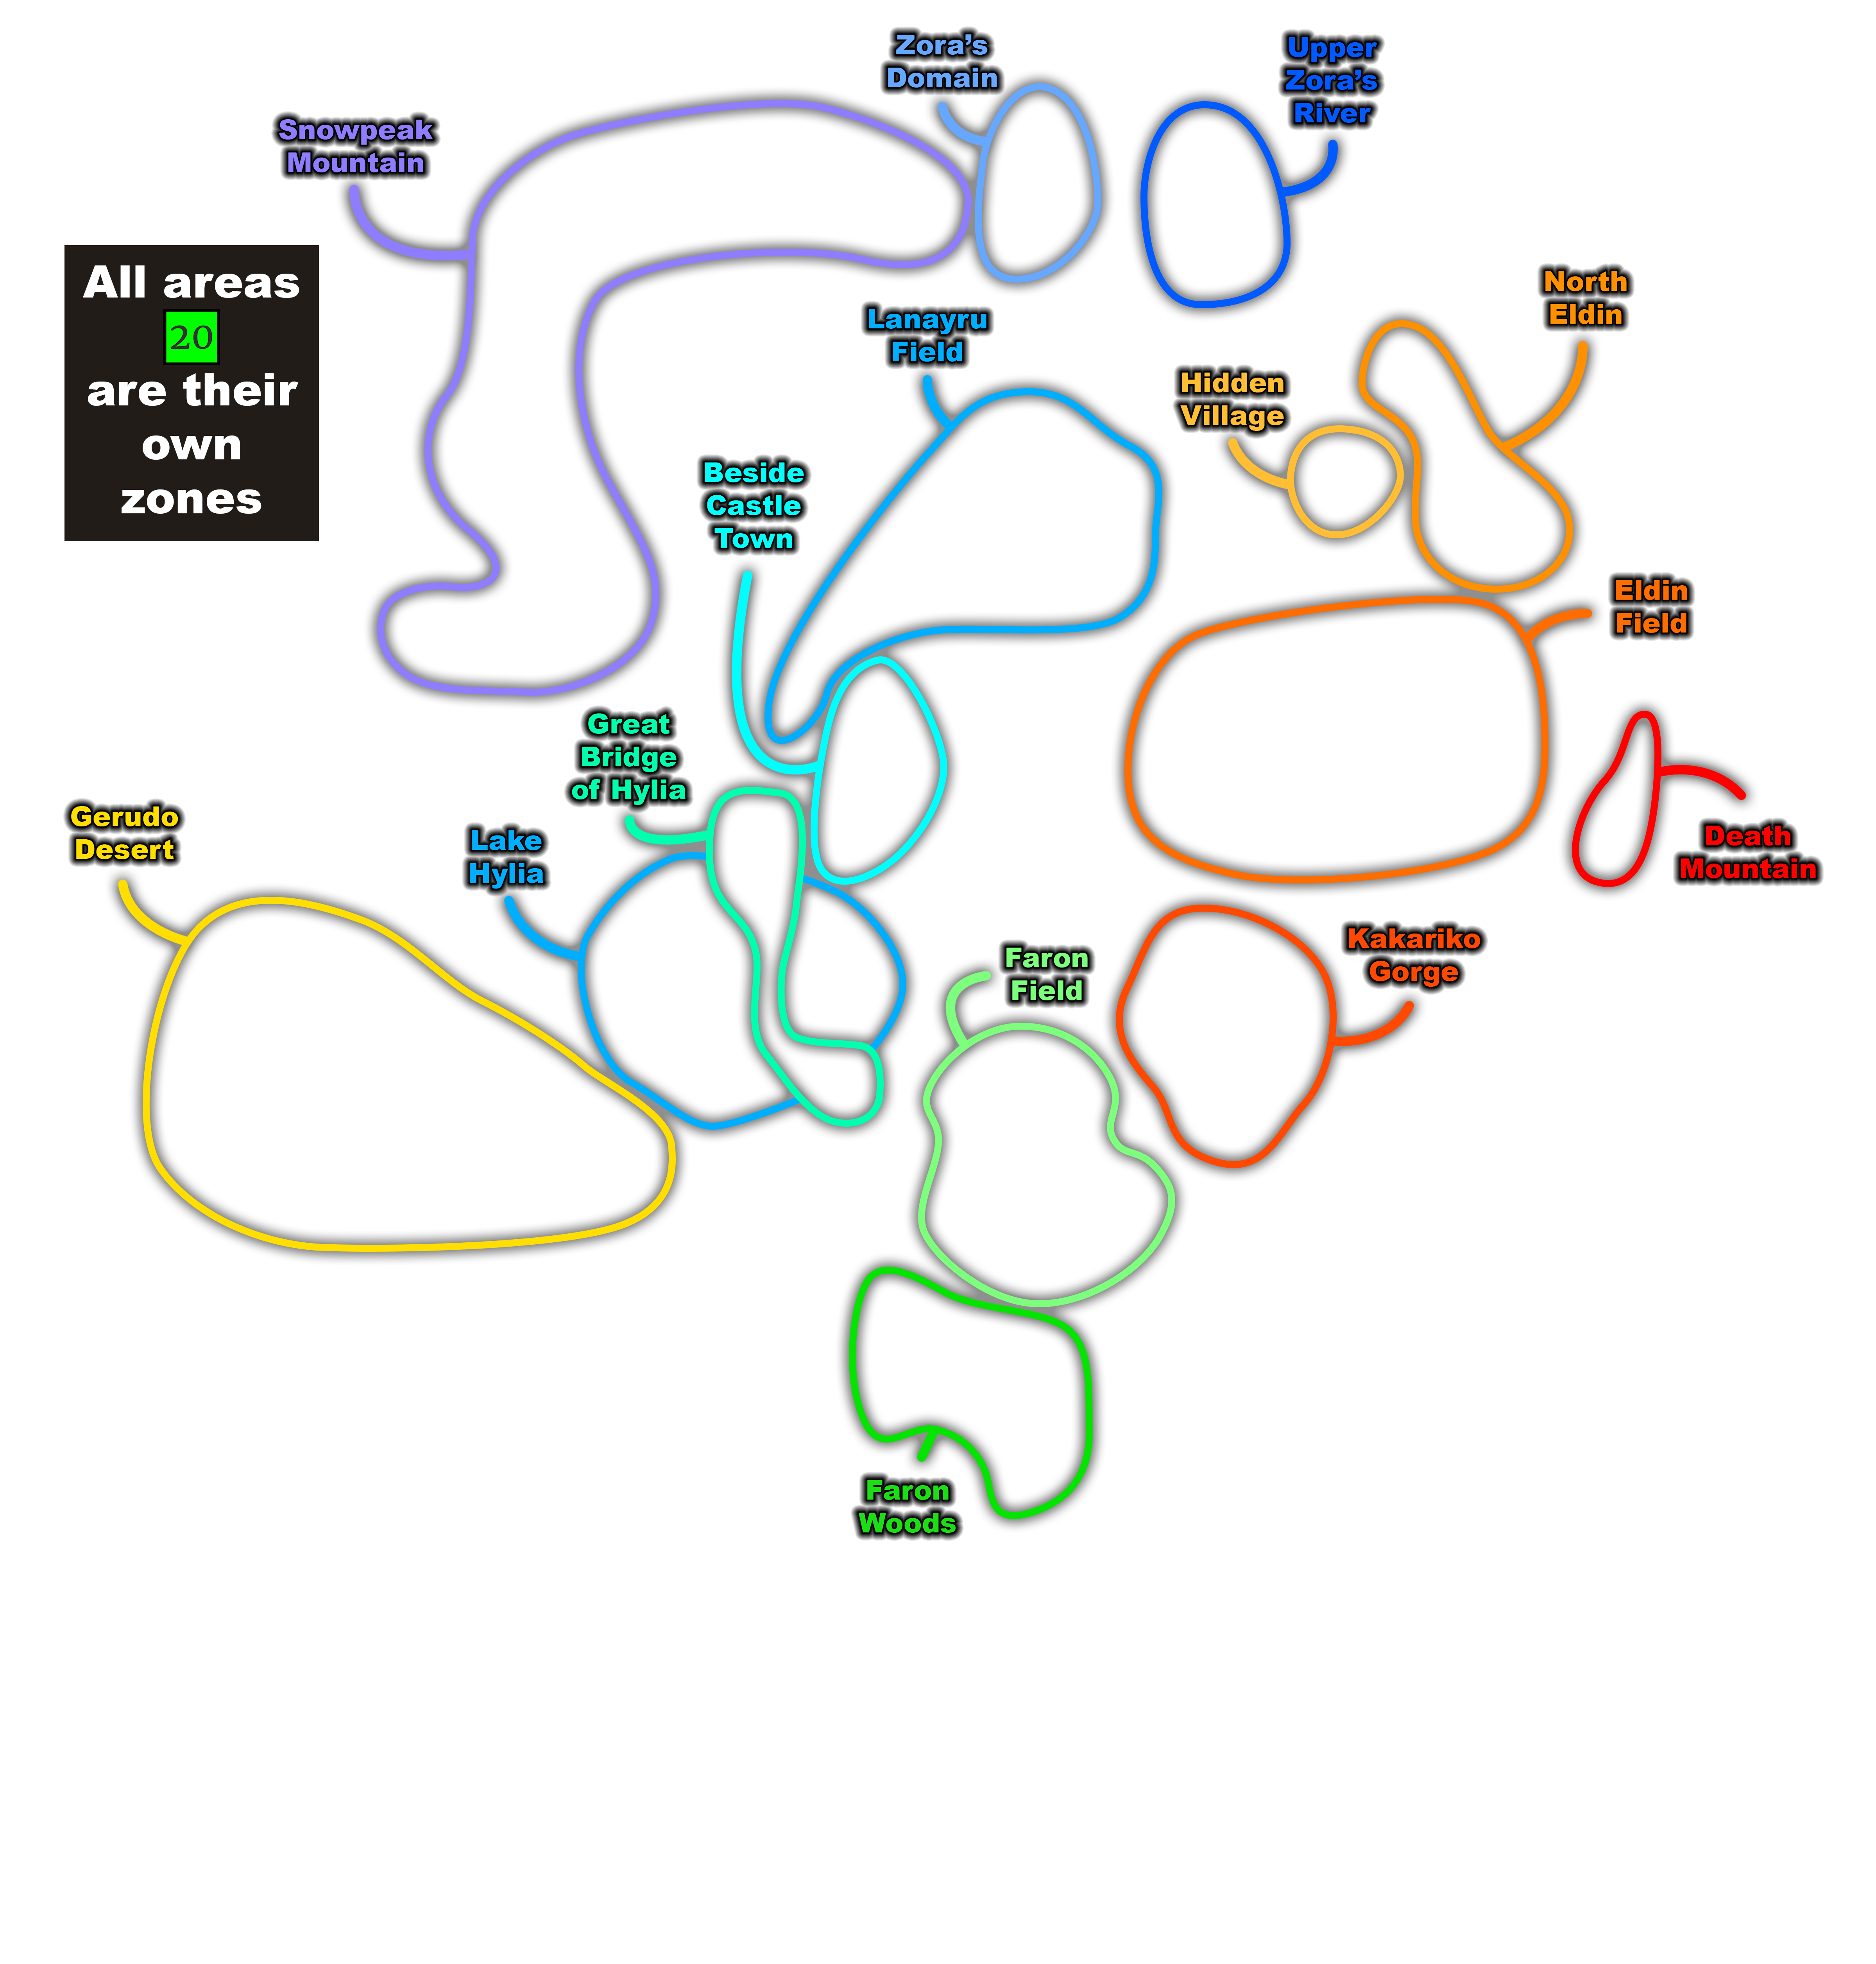 Zora's
Domain
Upper
Zora's
River
Snowpeak
Mountain
All areas
20
are their
own
zones
North
Eldin
Lanayru
Field
Hidden
Village
Beside
Castle
Town
Eldin
Field
Great
Bridge
of Hylia
Gerudo
Desert
Lake
Hylia
Death
Mountain
Kakariko
Gorge
Faron
Field
Faron
Woods